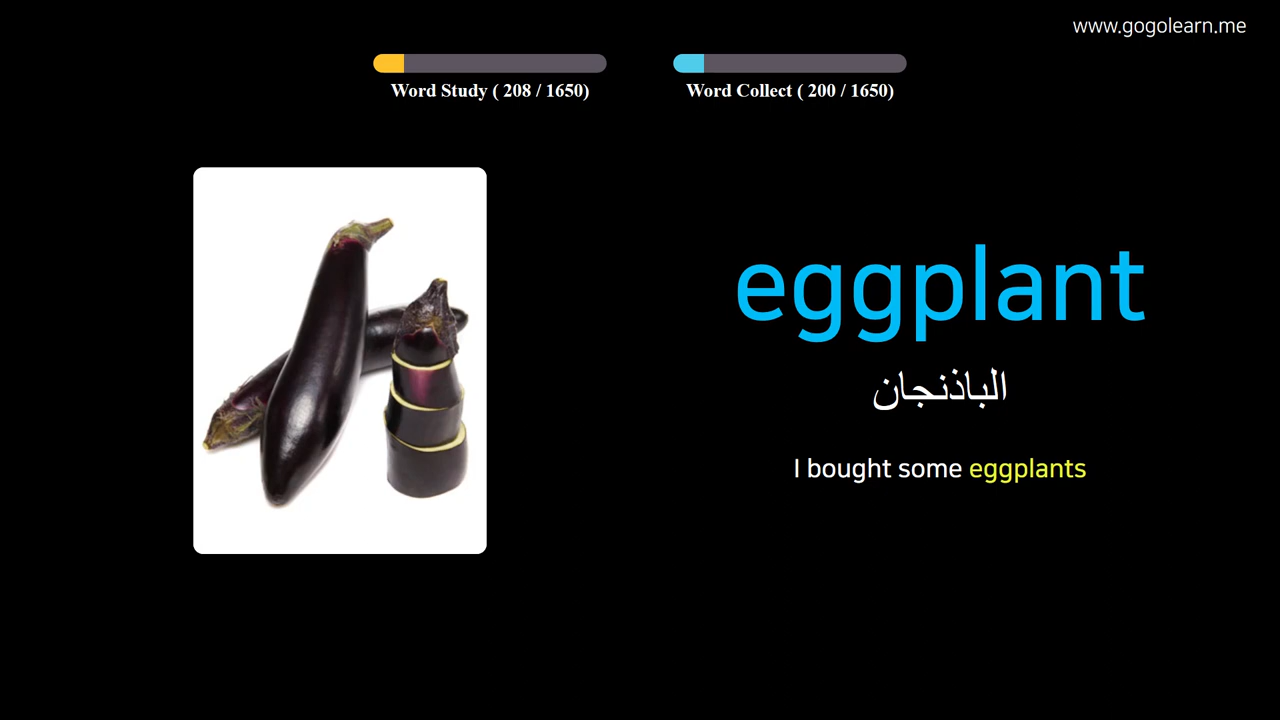 www.gogolearn.me
Word Study ( 208 / 1650)
Word Collect ( 200 / 1650)
eggplant
الباذنجان
I bought some eggplants